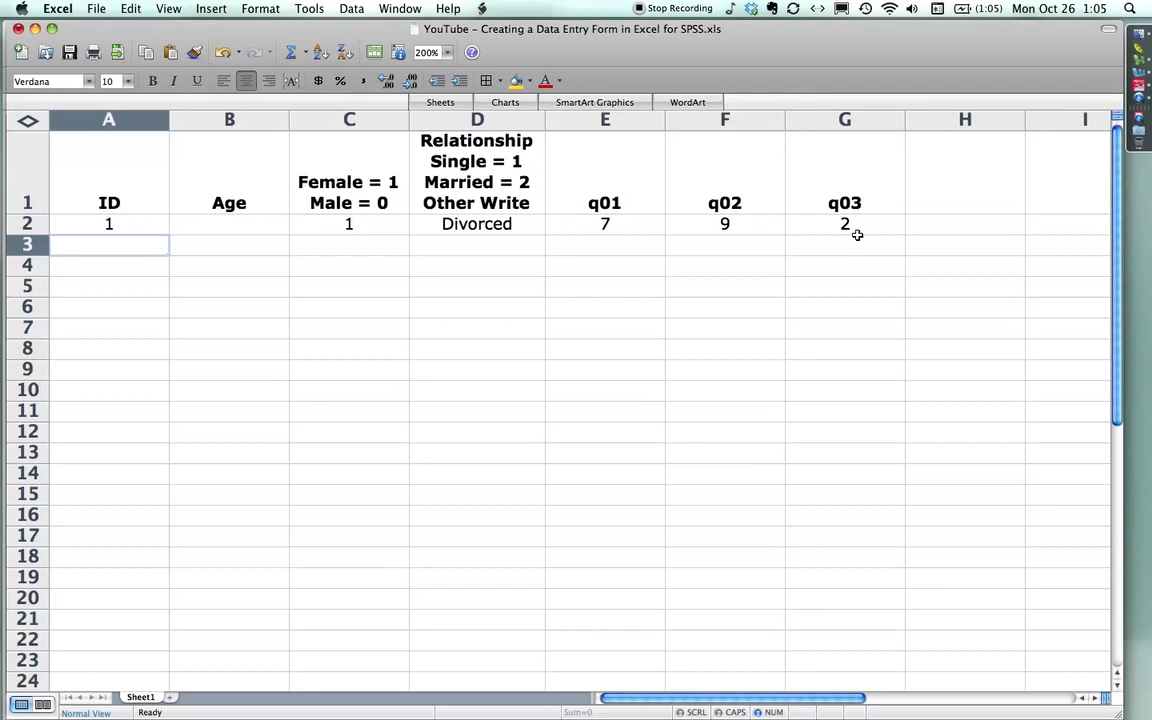 Excel File Edit View Insert Format Tools Data Window Help Stop Recording (1:05) Mon Oct 26 1:05
YouTube - Creating a Data Entry Form in Excel for SPSS.xls
200%
Verdana 10 B I U $ %
Sheets Charts SmartArt Graphics WordArt
A B C D E F G H I
Relationship
Single = 1
Female = 1 Married = 2
1 ID Age Male = 0 Other Write q01 q02 q03
2 1 1 Divorced 7 9 2
3
4
5
6
7
8
9
10
11
12
13
14
15
16
17
18
19
20
21
22
23
24
Sheet1
Normal View Ready Sum=0 SCRL CAPS NUM